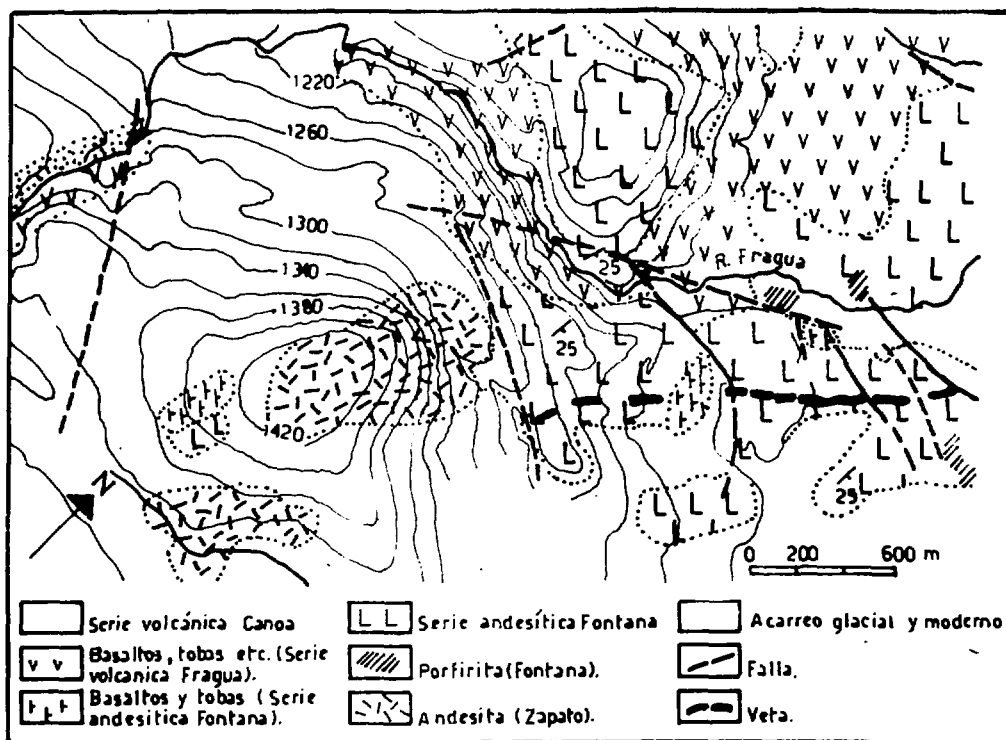 1220
1260
1300
1340
1380
1420
25
R. Fragua
25
25
N
0 200 600 m
Serie volcánica Canoa
Basaltos, tobas etc. (Serie
volcanica Fragua).
Basaltos y tobas ( Serie
andesítica Fontana).
Serie andesítica Fontana
Porfirita (Fontana).
Andesita (Zapato).
Acarreo glacial y moderno
Falla.
Veta.